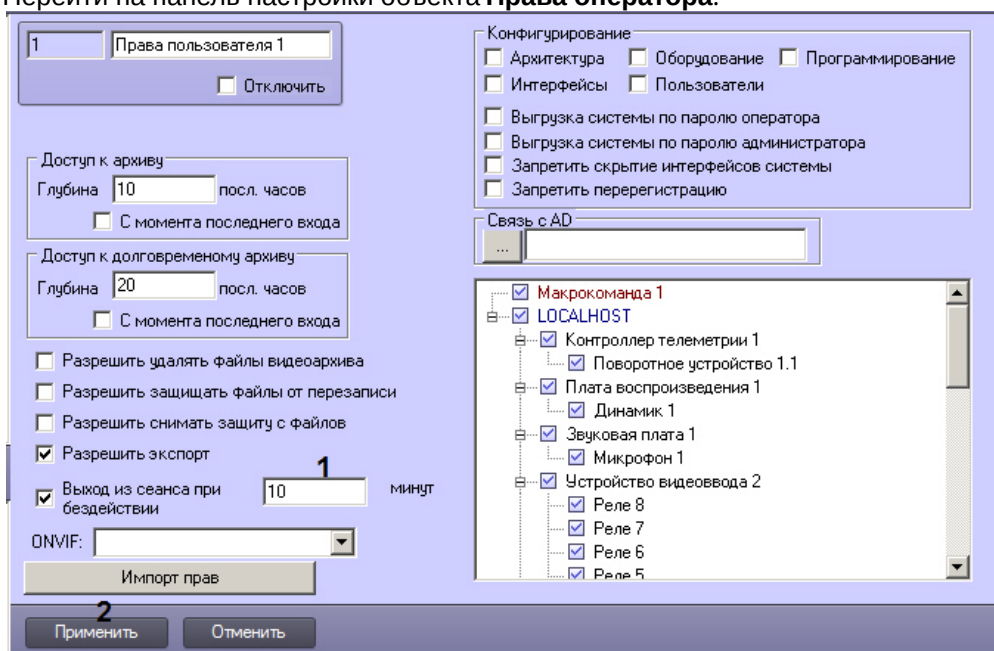 Перейти на панель настройки объекта Права оператора.
1 Права пользователя 1
Отключить
Доступ к архиву
Глубина 10 посл. часов
С момента последнего входа
Доступ к долговременому архиву
Глубина 20 посл. часов
С момента последнего входа
Разрешить удалять файлы видеоархива
Разрешить защищать файлы от перезаписи
Разрешить снимать защиту с файлов
Разрешить экспорт
1
Выход из сеанса при
бездействии
10 минут
ONVIF:
Импорт прав
2
Применить Отменить
Конфигурирование
Архитектура Оборудование Программирование
Интерфейсы Пользователи
Выгрузка системы по паролю оператора
Выгрузка системы по паролю администратора
Запретить скрытие интерфейсов системы
Запретить перерегистрацию
Связь с AD
...
Макрокоманда 1
LOCALHOST
Контроллер телеметрии 1
Поворотное устройство 1.1
Плата воспроизведения 1
Динамик 1
Звуковая плата 1
Микрофон 1
Устройство видеоввода 2
Реле 8
Реле 7
Реле 6
Реле 5